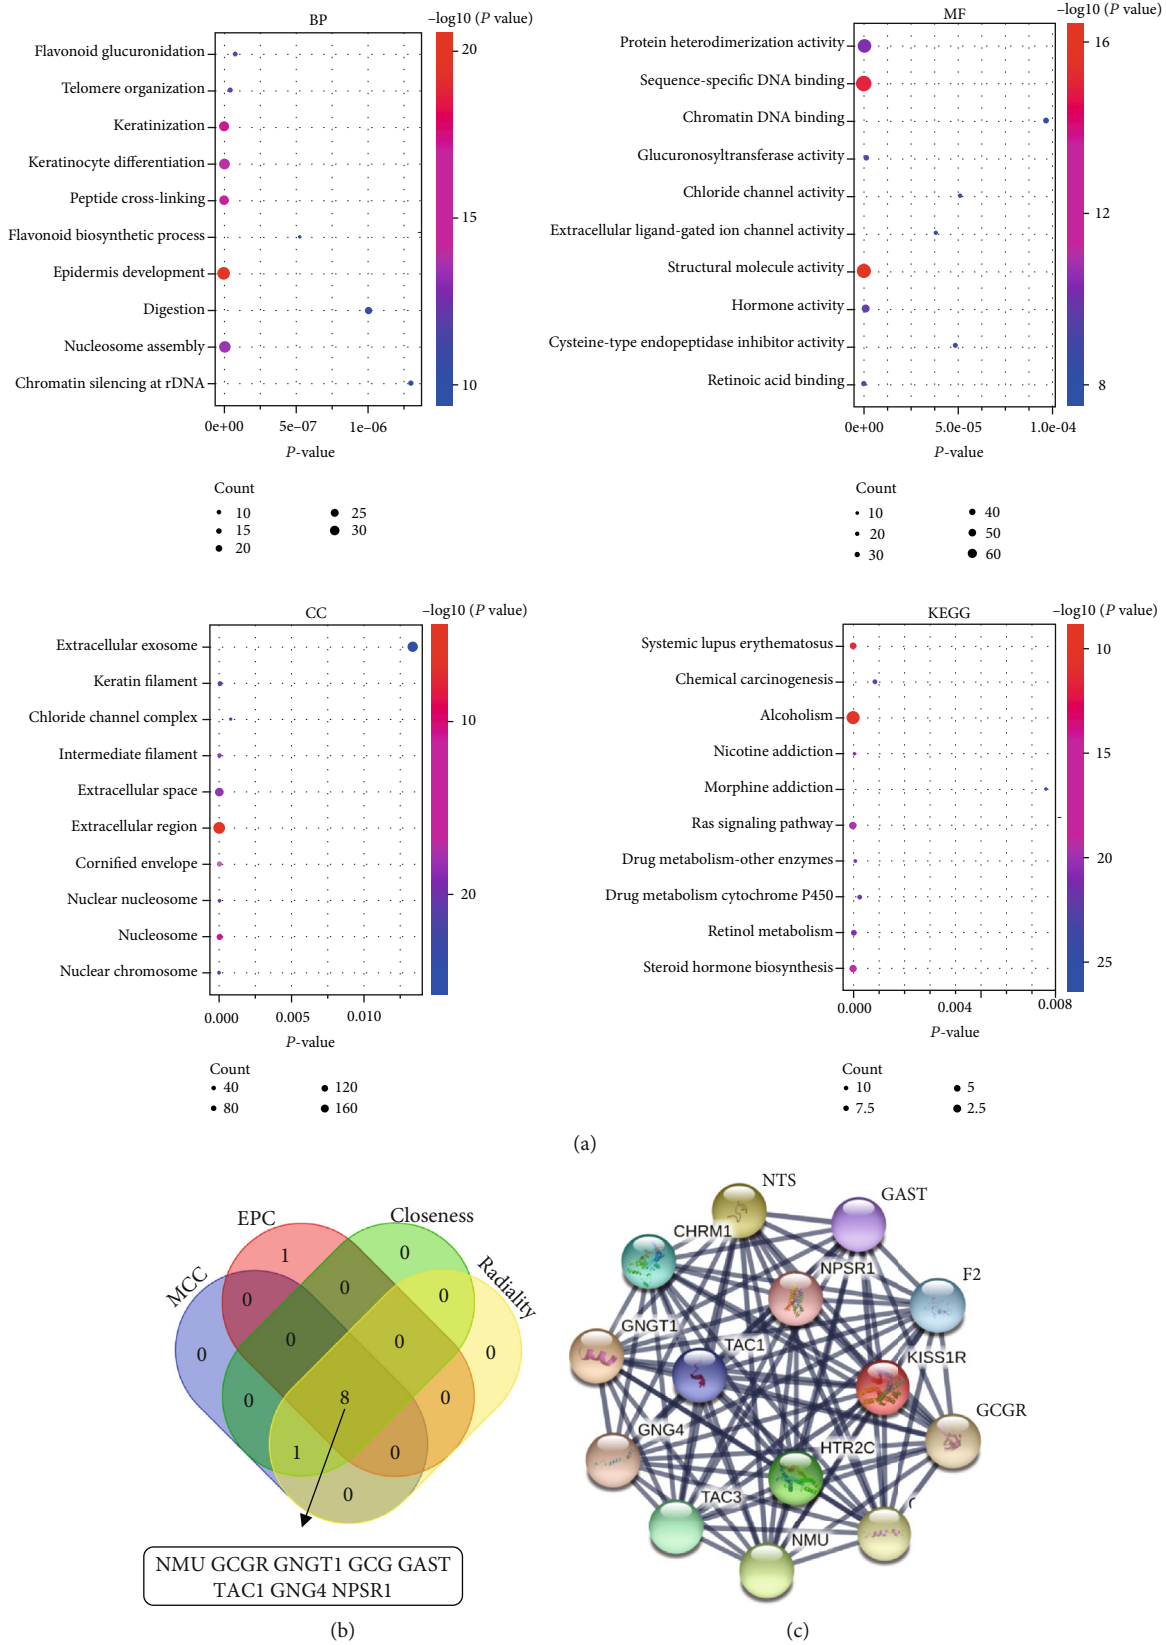 BP
−log10 (P value)
Flavonoid glucuronidation
Telomere organization
Keratinization
Keratinocyte differentiation
Peptide cross-linking
Flavonoid biosynthetic process
Epidermis development
Digestion
Nucleosome assembly
Chromatin silencing at rDNA
20
15
10
0e+00 5e−07 1e−06
P-value
Count
10 25
15 30
20
MF
−log10 (P value)
Protein heterodimerization activity
Sequence-specific DNA binding
Chromatin DNA binding
Glucuronosyltransferase activity
Chloride channel activity
Extracellular ligand-gated ion channel activity
Structural molecule activity
Hormone activity
Cysteine-type endopeptidase inhibitor activity
Retinoic acid binding
16
12
8
0e+00 5.0e−05 1.0e−04
P-value
Count
10 40
20 50
30 60
CC
−log10 (P value)
Extracellular exosome
Keratin filament
Chloride channel complex
Intermediate filament
Extracellular space
Extracellular region
Cornified envelope
Nuclear nucleosome
Nucleosome
Nuclear chromosome
10
20
0.000 0.005 0.010
P-value
Count
40 120
80 160
KEGG
−log10 (P value)
Systemic lupus erythematosus
Chemical carcinogenesis
Alcoholism
Nicotine addiction
Morphine addiction
Ras signaling pathway
Drug metabolism-other enzymes
Drug metabolism cytochrome P450
Retinol metabolism
Steroid hormone biosynthesis
10
15
20
25
0.000 0.004 0.008
P-value
Count
10 5
7.5 2.5
(a)
EPC
Closeness
MCC
Radiality
1 0
0 0 0
0 0 0 0
0 8 0
1 0
0
NMU GCGR GNGT1 GCG GAST
TAC1 GNG4 NPSR1
(b)
NTS
GAST
CHRM1
NPSR1
F2
GNGT1
TAC1
KISS1R
GCGR
GNG4
HTR2C
TAC3
NMU
(c)